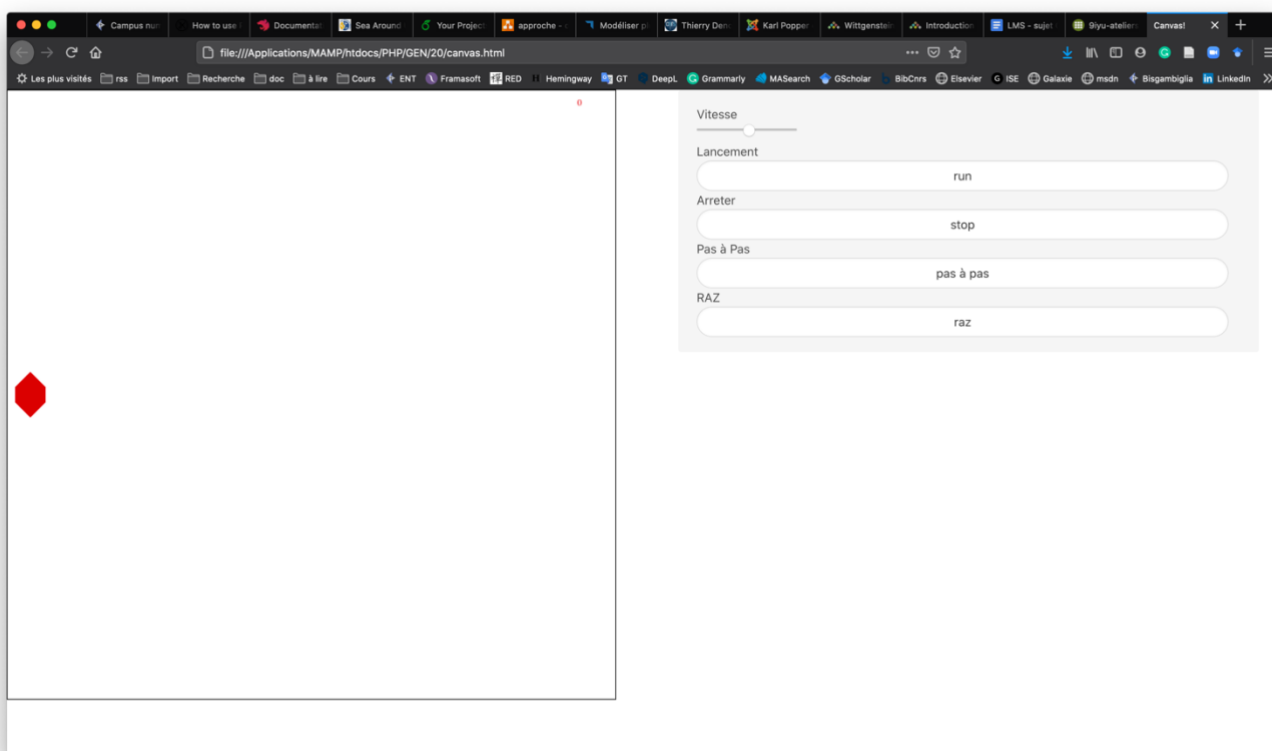 Campus num How to use Documentat Sea Around Your Project approche - Modéliser p Thierry Den Karl Popper Wittgenstein Introduction LMS - sujet 9iyu-atelier Canvas!
file:///Applications/MAMP/htdocs/PHP/GEN/20/canvas.html
Les plus visités rss Import Recherche doc à lire Cours ENT Framasoft RED Hemingway GT DeepL Grammarly MASearch GScholar BibCnrs Elsevier ISE Galaxie msdn Bisgambiglia LinkedIn
0
Vitesse
Lancement
run
Arreter
stop
Pas à Pas
pas à pas
RAZ
raz